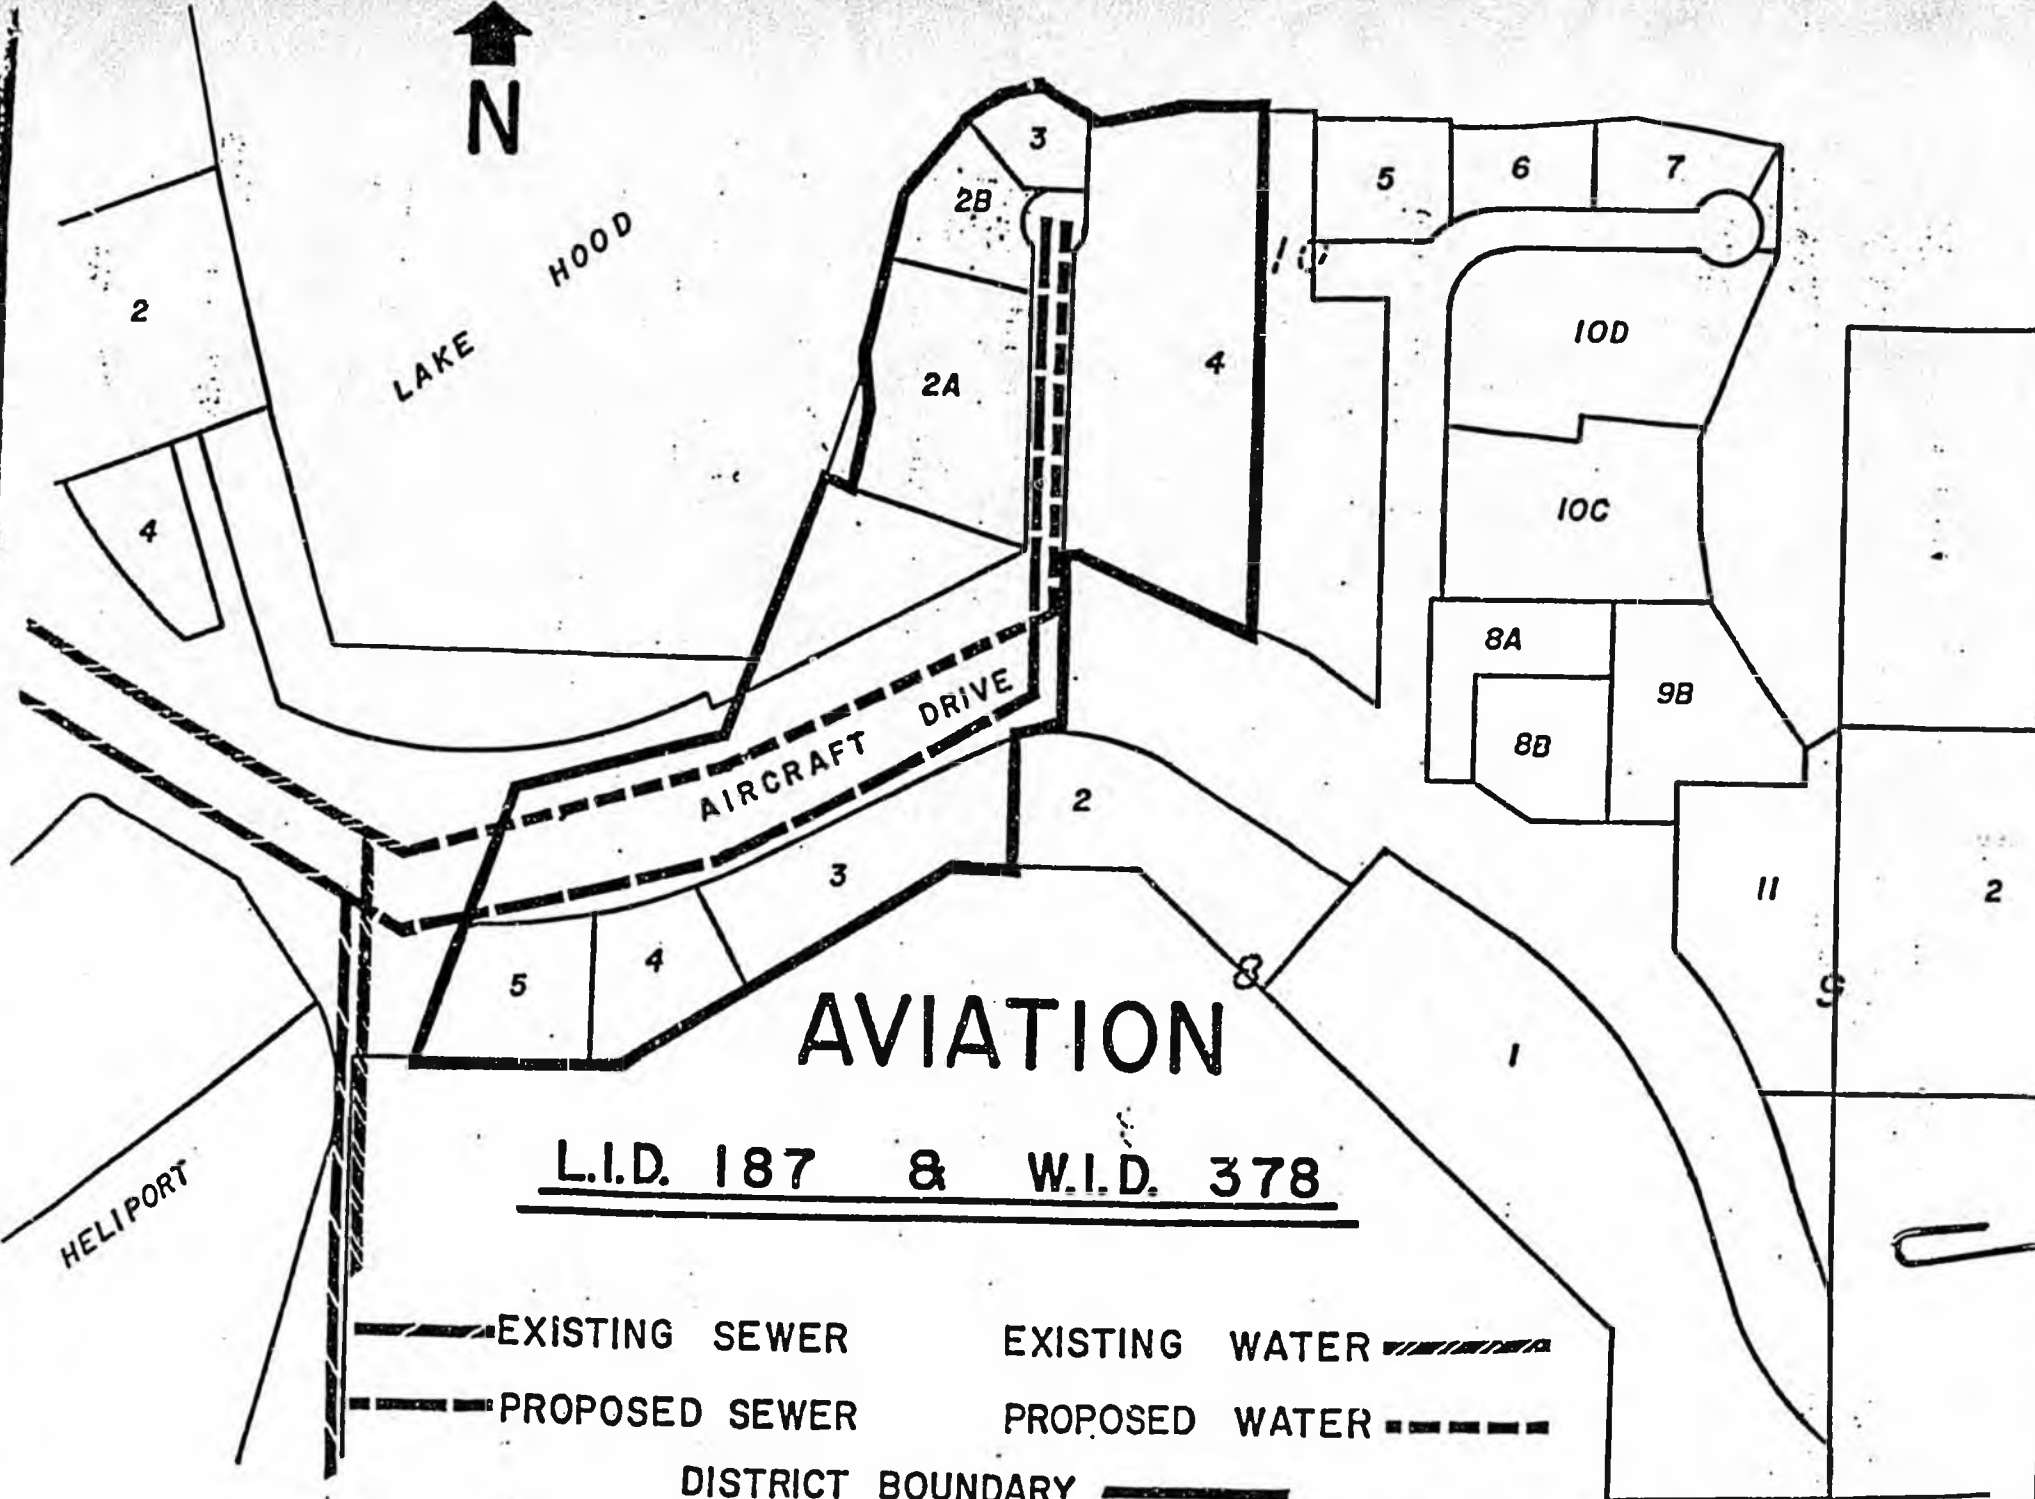 N
3
5
6
7
2B
10
LAKE HOOD
2
10D
4
2A
10C
4
8A
9B
8B
AIRCRAFT DRIVE
2
3
11
2
4
5
8
AVIATION
1
L.I.D. 187 & W.I.D. 378
HELIPORT
EXISTING SEWER
EXISTING WATER
PROPOSED SEWER
PROPOSED WATER
DISTRICT BOUNDARY